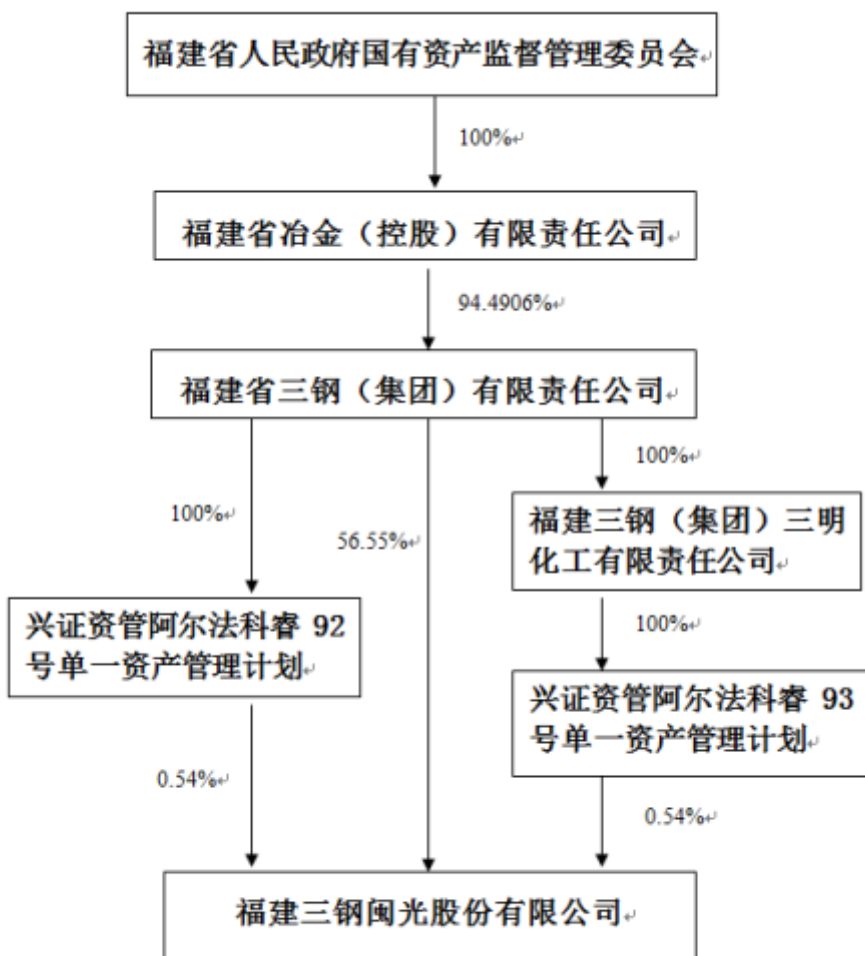 福建省人民政府国有资产监督管理委员会↵
100%↵
福建省冶金（控股）有限责任公司↵
94.4906%↵
福建省三钢（集团）有限责任公司↵
100%↵
100%↵
56.55%↵
福建三钢（集团）三明
化工有限责任公司↵
兴证资管阿尔法科睿 92
号单一资产管理计划↵
100%↵
兴证资管阿尔法科睿 93
号单一资产管理计划↵
0.54%↵
0.54%↵
福建三钢闽光股份有限公司↵